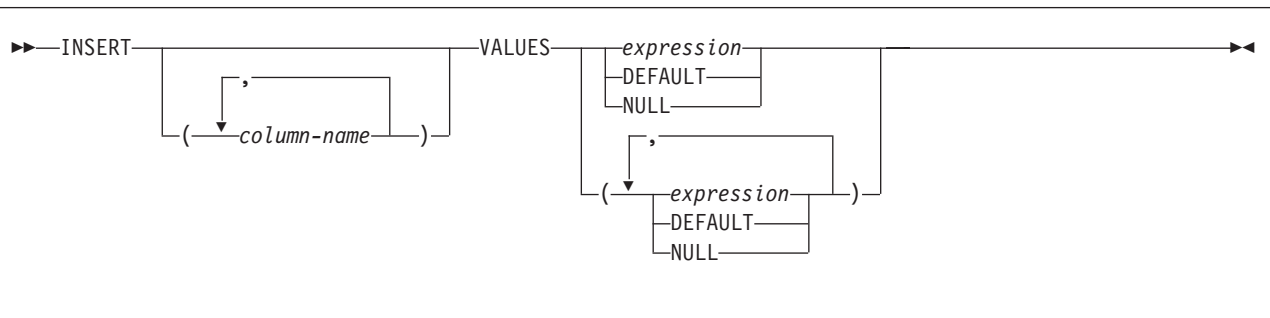 INSERT VALUES expression
DEFAULT
NULL
,
( column-name )
,
( expression )
DEFAULT
NULL